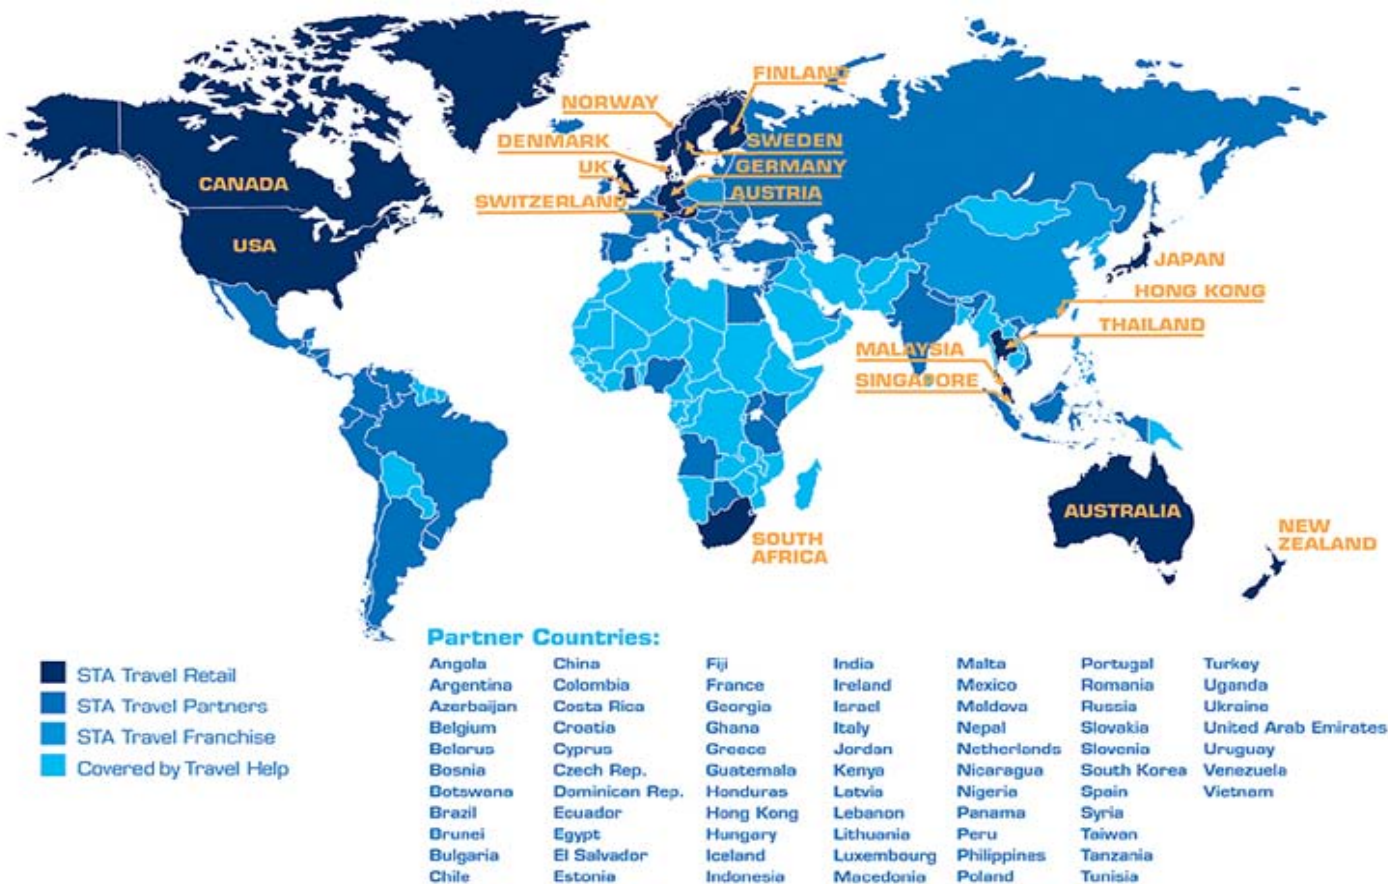 FINLAND
NORWAY
DENMARK
SWEDEN
UK
GERMANY
SWITZERLAND
AUSTRIA
CANADA
USA
JAPAN
HONG KONG
THAILAND
MALAYSIA
SINGAPORE
AUSTRALIA
SOUTH
AFRICA
NEW
ZEALAND
STA Travel Retail
STA Travel Partners
STA Travel Franchise
Covered by Travel Help
Partner Countries:
Angola China Fiji India Malta Portugal Turkey
Argentina Colombia France Ireland Mexico Romania Uganda
Azerbaijan Costa Rica Georgia Israel Moldova Russia Ukraine
Belgium Croatia Ghana Italy Nepal Slovakia United Arab Emirates
Belarus Cyprus Greece Jordan Netherlands Slovenia Uruguay
Bosnia Czech Rep. Guatemala Kenya Nicaragua South Korea Venezuela
Botswana Dominican Rep. Honduras Latvia Nigeria Spain Vietnam
Brazil Ecuador Hong Kong Lebanon Panama Syria
Brunei Egypt Hungary Lithuania Peru Taiwan
Bulgaria El Salvador Iceland Luxembourg Philippines Tanzania
Chile Estonia Indonesia Macedonia Poland Tunisia